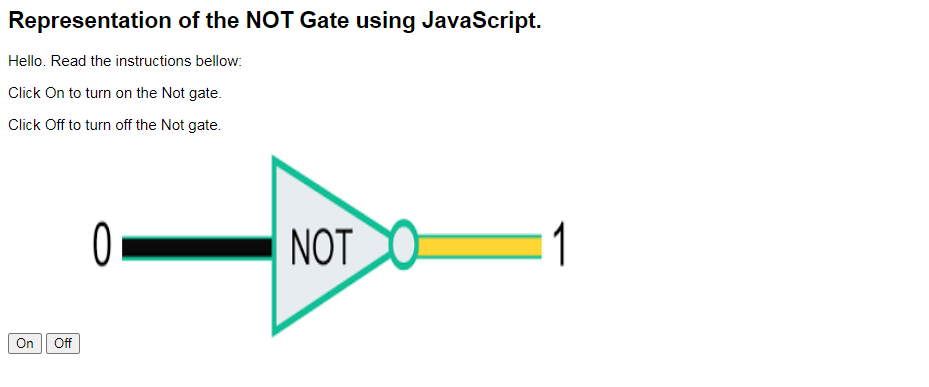 Representation of the NOT Gate using JavaScript.
Hello. Read the instructions bellow:
Click On to turn on the Not gate.
Click Off to turn off the Not gate.
0 NOT 1
On Off